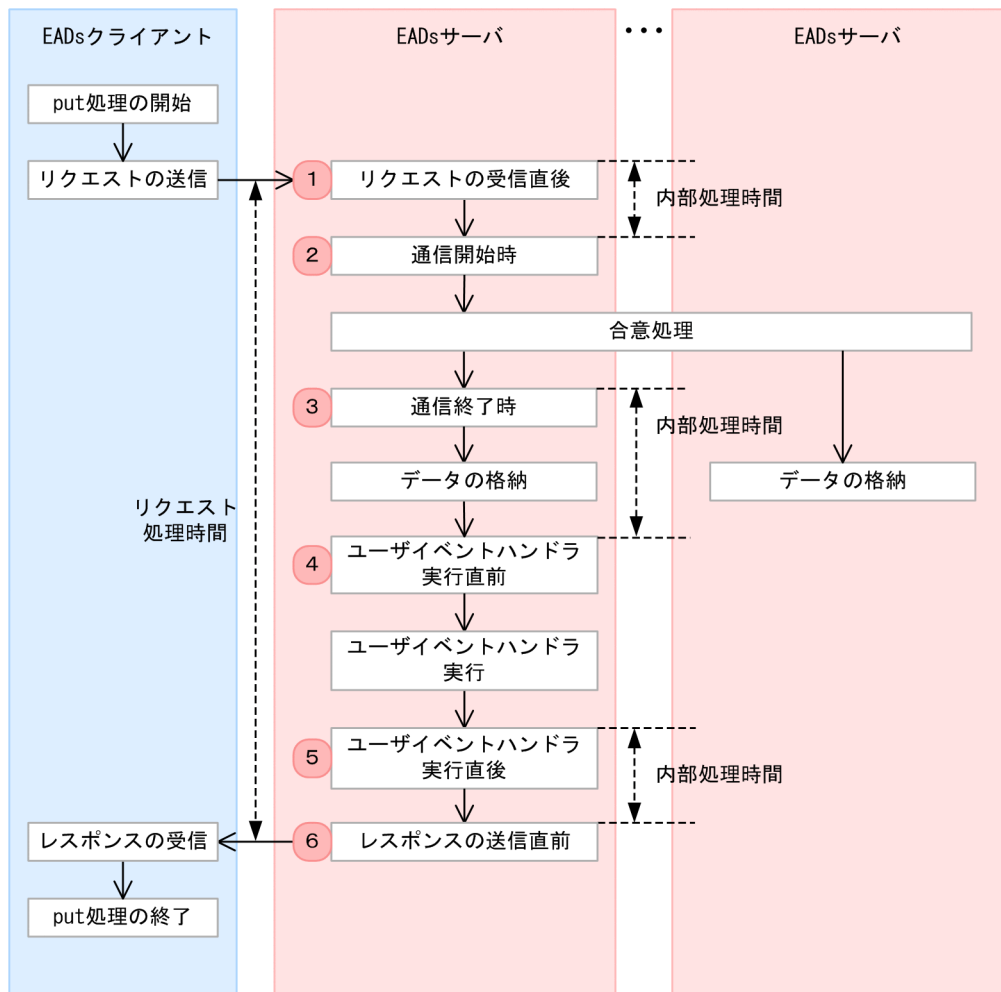 EADsクライアント
EADsサーバ
•••
EADsサーバ
put処理の開始
リクエストの送信
1
リクエストの受信直後
内部処理時間
2
通信開始時
合意処理
3
通信終了時
内部処理時間
データの格納
データの格納
リクエスト
処理時間
4
ユーザイベントハンドラ
実行直前
ユーザイベントハンドラ
実行
5
ユーザイベントハンドラ
実行直後
内部処理時間
レスポンスの受信
6
レスポンスの送信直前
put処理の終了